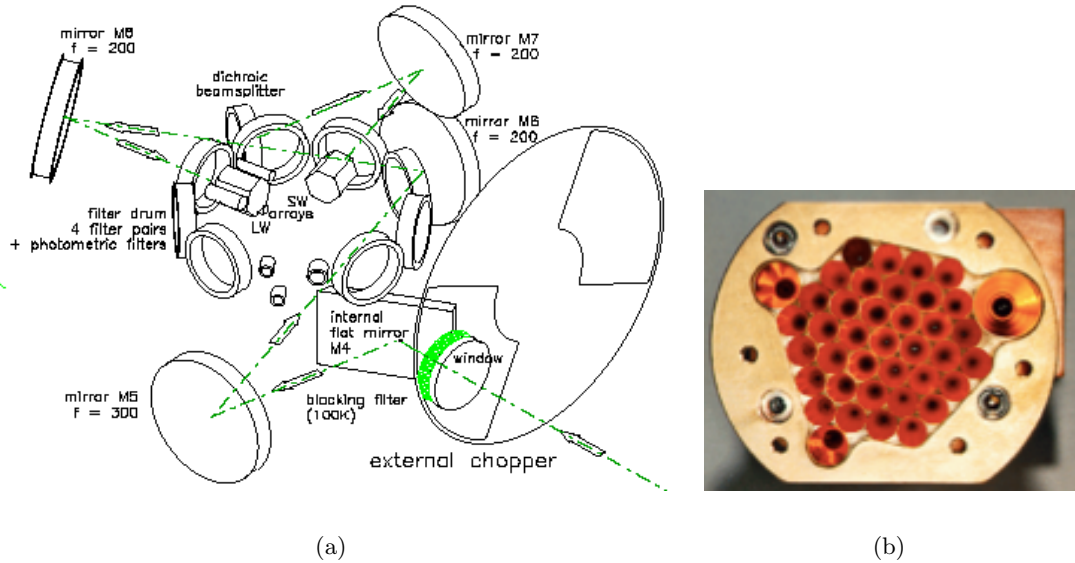 mirror M8
f = 200
dichroic
beamsplitter
mirror M7
f = 200
mirror M6
f = 200
filter drum
4 filter pairs
+ photometric filters
SW
arrays
LW
internal
flat mirror
M4
window
mirror M5
F = 300
blocking filter
(100K)
external chopper
(a)
(b)